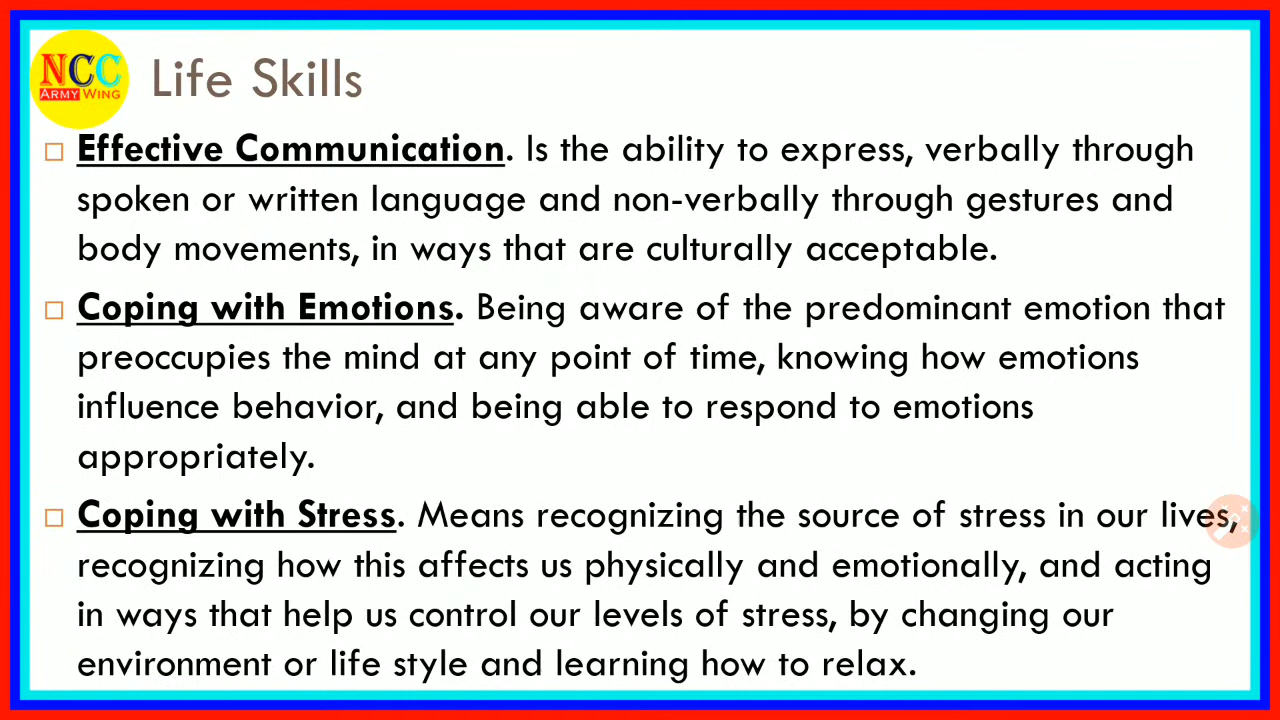 NCC
ARMY WING
Life Skills
Effective Communication. Is the ability to express, verbally through
spoken or written language and non-verbally through gestures and
body movements, in ways that are culturally acceptable.
Coping with Emotions. Being aware of the predominant emotion that
preoccupies the mind at any point of time, knowing how emotions
influence behavior, and being able to respond to emotions
appropriately.
Coping with Stress. Means recognizing the source of stress in our lives,
recognizing how this affects us physically and emotionally, and acting
in ways that help us control our levels of stress, by changing our
environment or life style and learning how to relax.